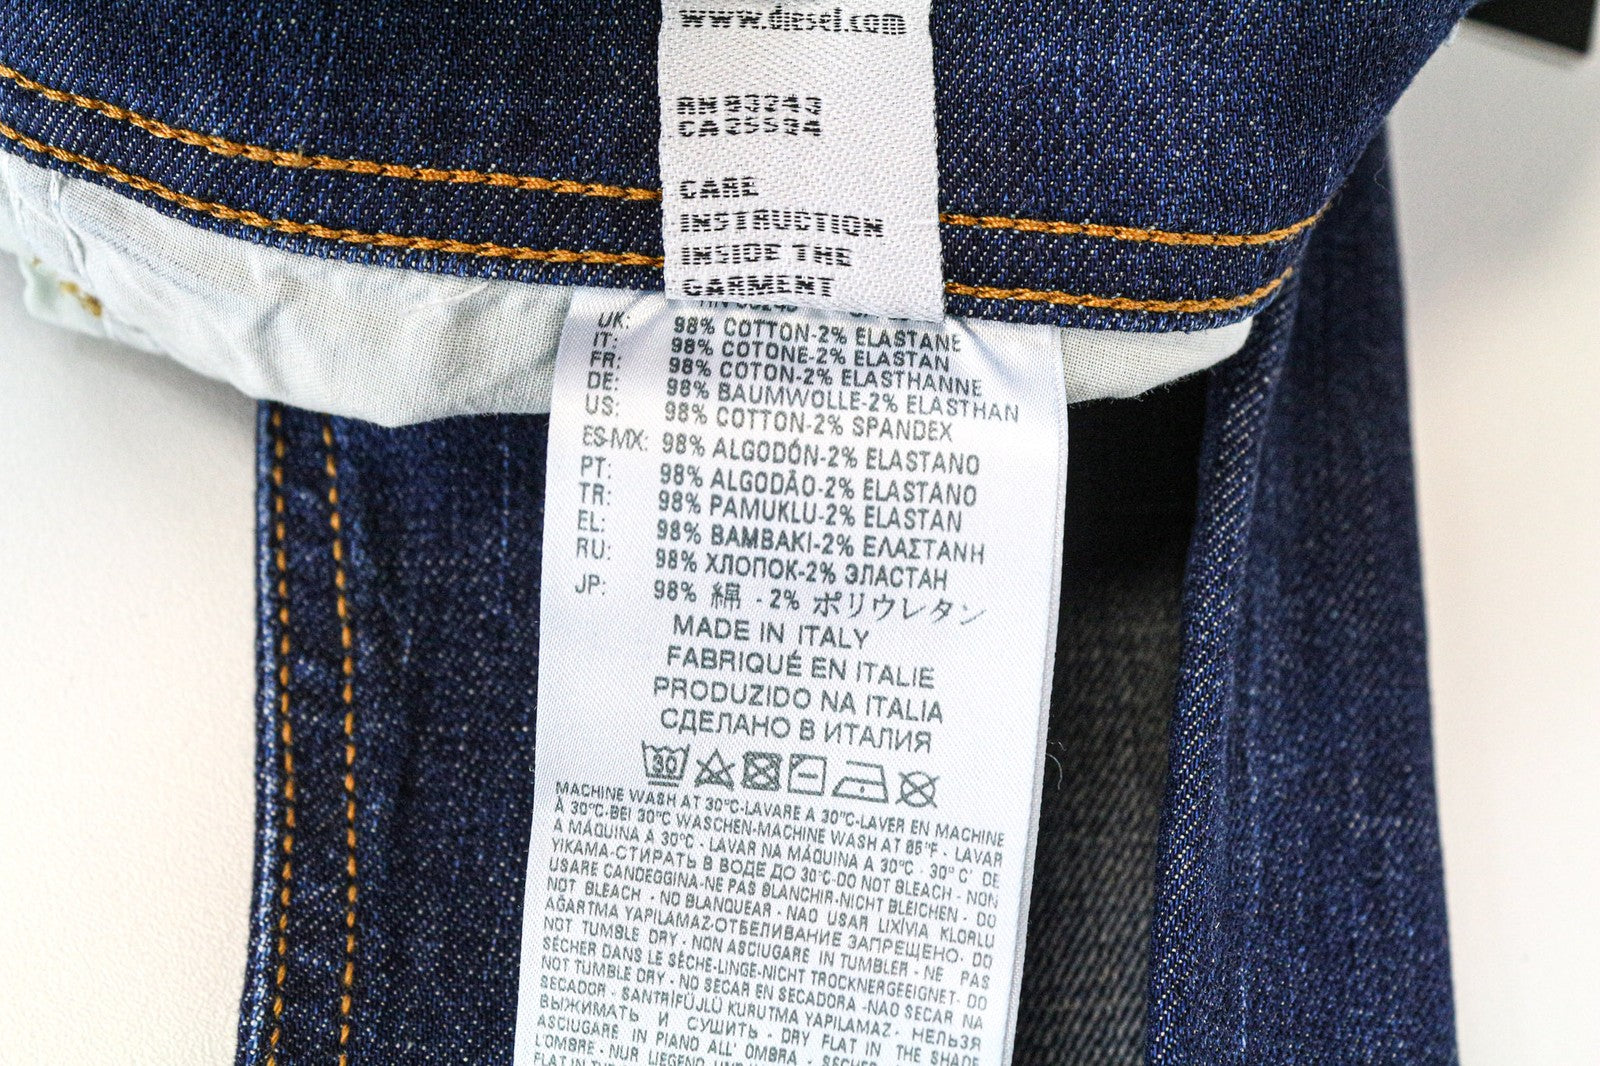 www.diesel.com
RN 93243
CA 25594
CARE
INSTRUCTION
INSIDE THE
GARMENT
UK: 98% COTTON-2% ELASTANE
IT: 98% COTONE-2% ELASTAN
FR: 98% COTON-2% ELASTHANNE
DE: 98% BAUMWOLLE-2% ELASTHAN
US: 98% COTTON-2% SPANDEX
ES-MX: 98% ALGODÓN-2% ELASTANO
PT: 98% ALGODÃO-2% ELASTANO
TR: 98% PAMUKLU-2% ELASTAN
EL: 98% ΒΑΜΒΑΚΙ-2% ΕΛΑΣΤΑΝΗ
RU: 98% ХЛОПОК-2% ЭЛАСТАН
JP: 98% 綿 - 2% ポリウレタン
MADE IN ITALY
FABRIQUÉ EN ITALIE
PRODUZIDO NA ITALIA
СДЕЛАНО В ИТАЛИЯ
30
MACHINE WASH AT 30°C-LAVARE A 30°C-LAVER EN MACHINE
À 30°C-BEI 30°C WASCHEN-MACHINE WASH AT 86°F - LAVAR
A MÁQUINA A 30°C - LAVAR NA MÁQUINA A 30°C - 30°C' DE
YIKAMA-СТИРАТЬ В ВОДЕ ДО 30°C-DO NOT BLEACH - NON
USARE CANDEGGINA-NE PAS BLANCHIR-NICHT BLEICHEN - DO
NOT BLEACH - NO BLANQUEAR - NAO USAR LIXÍVIA KLORLU
AĞARTMA YAPILAMAZ-ОТБЕЛИВАНИЕ ЗАПРЕЩЕНО- DO
NOT TUMBLE DRY - NON ASCIUGARE IN TUMBLER - NE PAS
SÉCHER DANS LE SÈCHE-LINGE-NICHT TROCKNERGEEIGNET- DO
NOT TUMBLE DRY - NO SECAR EN SECADORA -NAO SECAR NA
SECADOR - SANTRİFÜJLÜ KURUTMA YAPILAMAZ- НЕЛЬЗЯ
ВЫЖИМАТЬ И СУШИТЬ - DRY FLAT IN THE SHADE
ASCIUGARE IN PIANO ALL' OMBRA - SÉCHER
L'OMBRE - NUR LIEGEND
FLAT IN THE